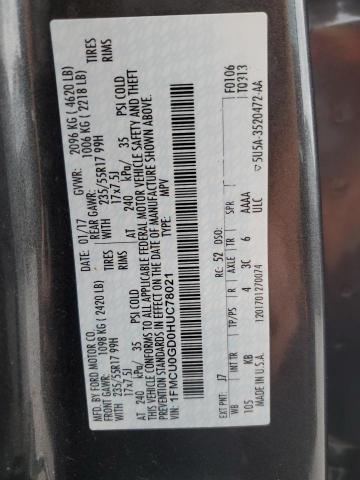 MFD. BY FORD MOTOR CO.
DATE: 01/17 GVWR: 2096 KG ( 4620 LB)
FRONT GAWR: 1098 KG ( 2420 LB) REAR GAWR: 1006 KG ( 2218 LB)
WITH 235/55R17 99H TIRES WITH 235/55R17 99H TIRES
17x7.5J RIMS 17x7.5J RIMS
AT 240 kPa/ 35 PSI COLD AT 240 kPa/ 35 PSI COLD
THIS VEHICLE CONFORMS TO ALL APPLICABLE FEDERAL MOTOR VEHICLE SAFETY AND THEFT
PREVENTION STANDARDS IN EFFECT ON THE DATE OF MANUFACTURE SHOWN ABOVE.
VIN: 1FMCU0GD0HUC78021
TYPE: MPV
F0106
T0313
EXT PNT: J7 RC: 52 DSO:
WB INT TR TP/PS R AXLE TR SPR
105 KB 4 3C 6 AAAA
MADE IN U.S.A. 1201701270074 ULC
5U5A-3520472-AA